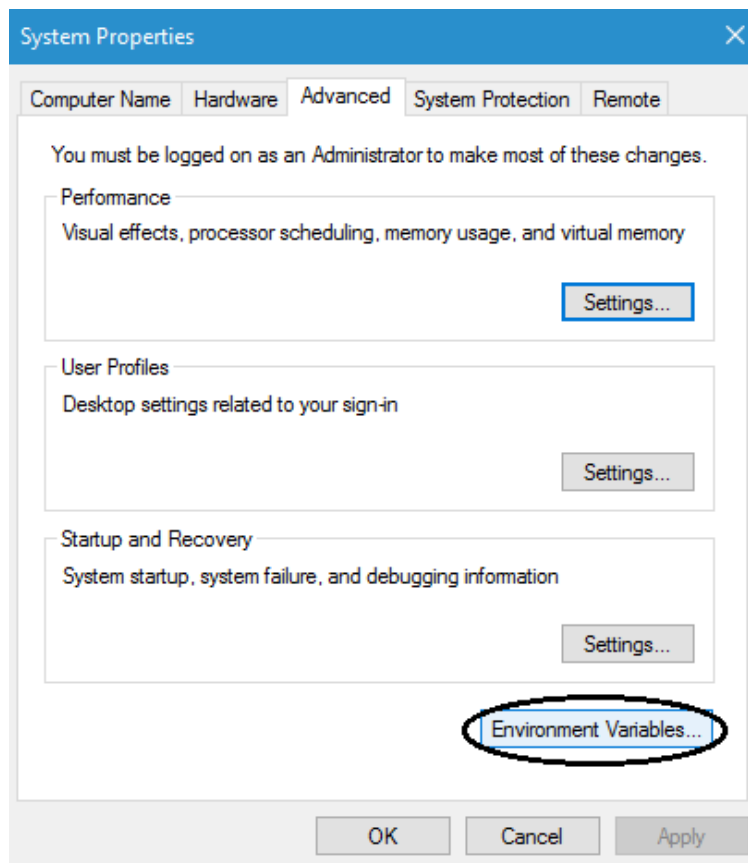 System Properties
Computer Name Hardware Advanced System Protection Remote
You must be logged on as an Administrator to make most of these changes.
Performance
Visual effects, processor scheduling, memory usage, and virtual memory
Settings...
User Profiles
Desktop settings related to your sign-in
Settings...
Startup and Recovery
System startup, system failure, and debugging information
Settings...
Environment Variables...
OK Cancel Apply